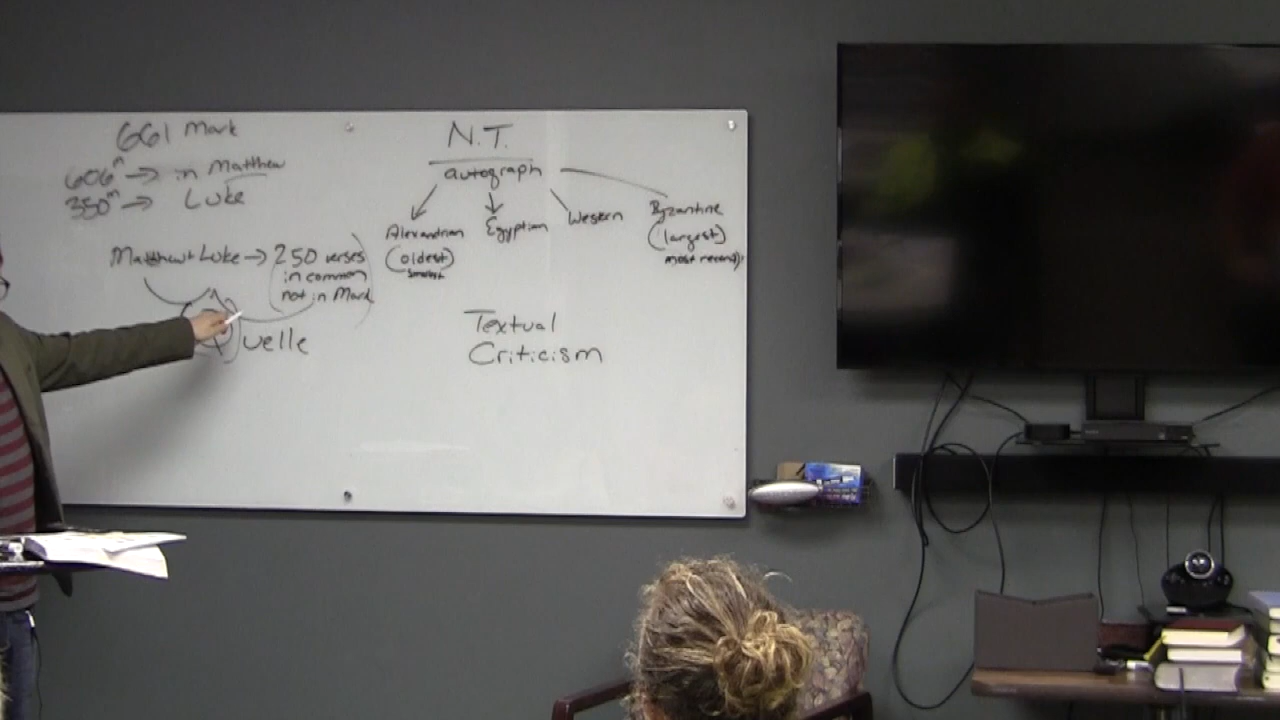 661 Mark
606 → in Matthew
350 → Luke
Matthew + Luke → 250 verses
in common
not in Mark
Quelle
N.T.
autograph
Alexandrian
(oldest)
smallest
Egyptian
Western
Byzantine
(largest)
most recent
Textual
Criticism